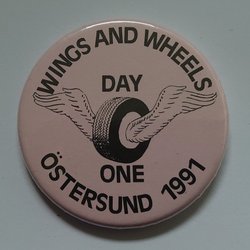 WINGS AND WHEELS
DAY
ONE
ÖSTERSUND 1991